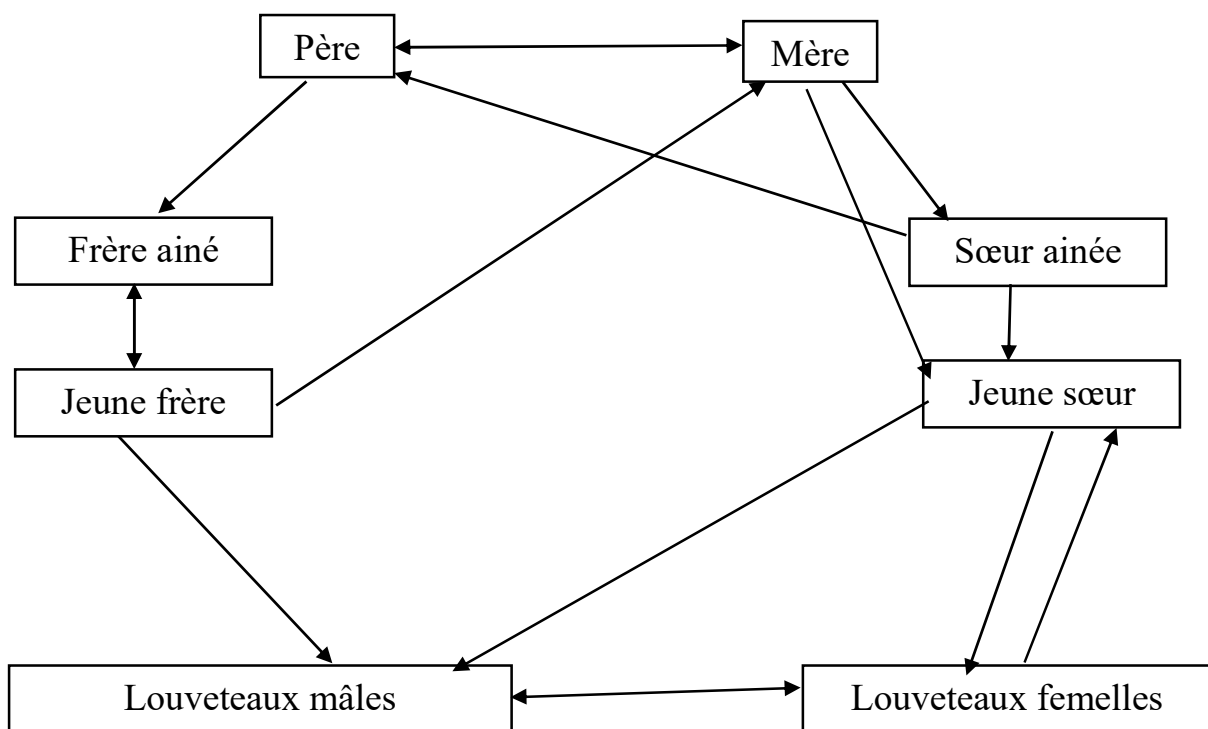 Père
Mère
Frère ainé
Sœur ainée
Jeune frère
Jeune sœur
Louveteaux mâles
Louveteaux femelles